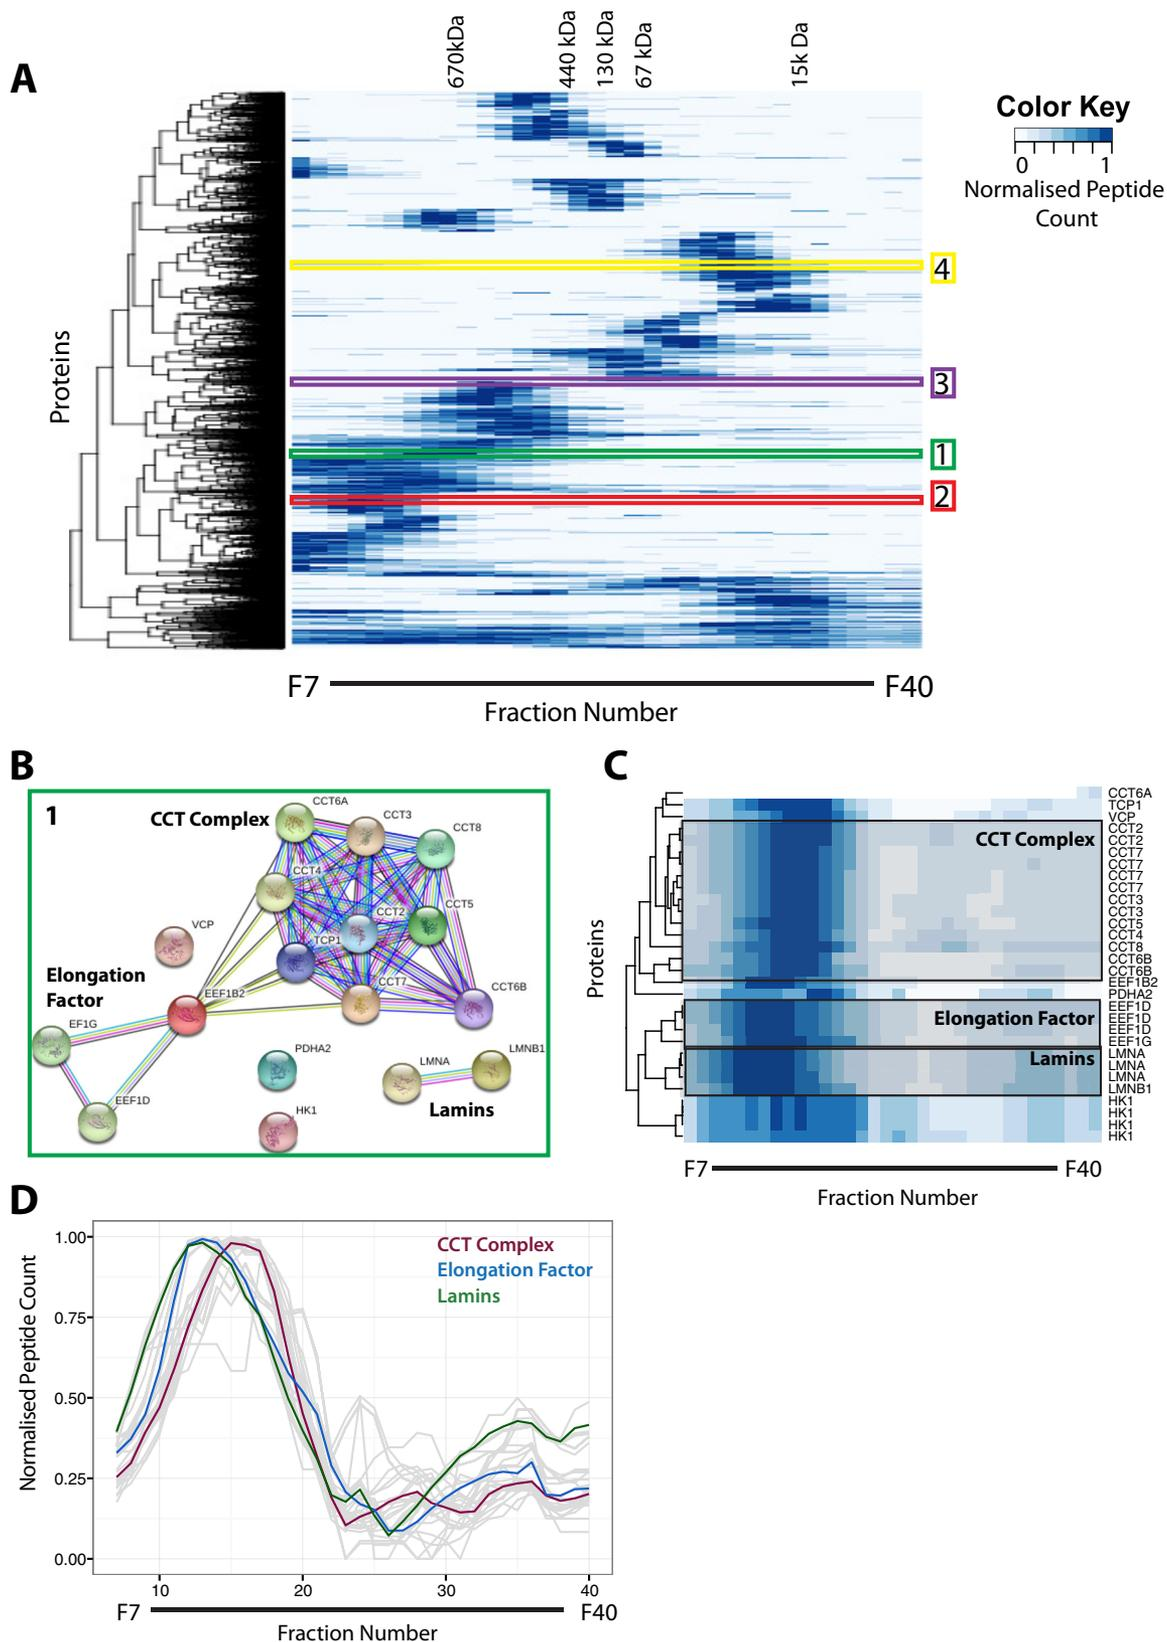 A
670kDa
440 kDa
130 kDa
67 kDa
15k Da
Color Key
0 1
Normalised Peptide
Count
Proteins
4
3
1
2
F7 F40
Fraction Number
B
1
CCT Complex
CCT6A
CCT3
CCT8
CCT4
CCT2
CCT5
VCP
TCP1
Elongation
Factor
CCT7
CCT6B
EEF1B2
EF1G
PDHA2
LMNA
LMNB1
EEF1D
Lamins
HK1
C
Proteins
CCT6A
TCP1
VCP
CCT2
CCT Complex
CCT2
CCT7
CCT7
CCT7
CCT7
CCT3
CCT3
CCT5
CCT4
CCT8
CCT6B
CCT6B
EEF1B2
PDHA2
EEF1D
Elongation Factor
EEF1D
EEF1D
EEF1G
Lamins
LMNA
LMNA
LMNA
LMNB1
HK1
HK1
HK1
HK1
F7 F40
Fraction Number
D
Normalised Peptide Count
1.00
0.75
0.50
0.25
0.00
CCT Complex
Elongation Factor
Lamins
10 20 30 40
F7 F40
Fraction Number